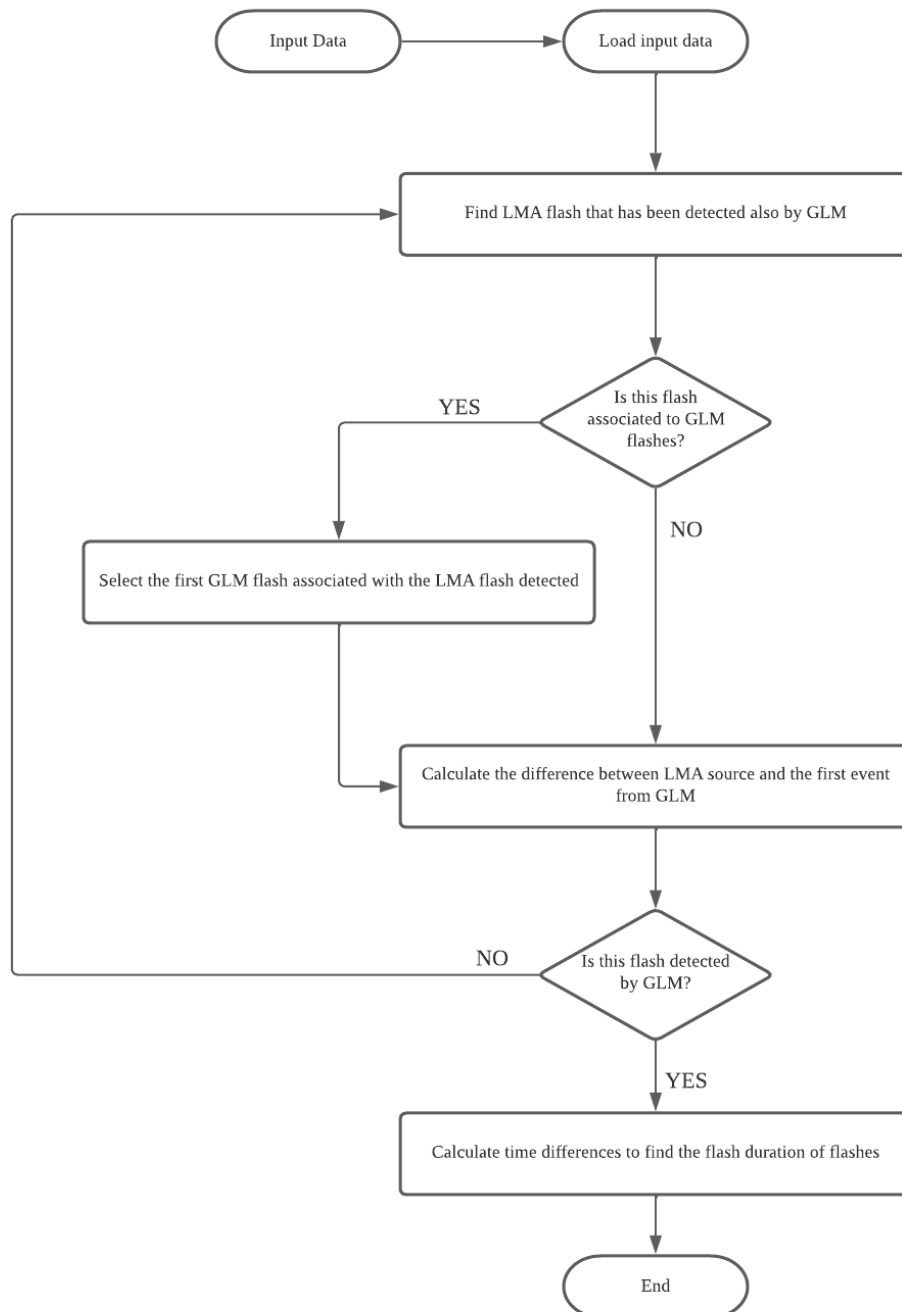 Input Data
Load input data
Find LMA flash that has been detected also by GLM
Is this flash
associated to GLM
flashes?
YES
NO
Select the first GLM flash associated with the LMA flash detected
Calculate the difference between LMA source and the first event
from GLM
Is this flash detected
by GLM?
NO
YES
Calculate time differences to find the flash duration of flashes
End